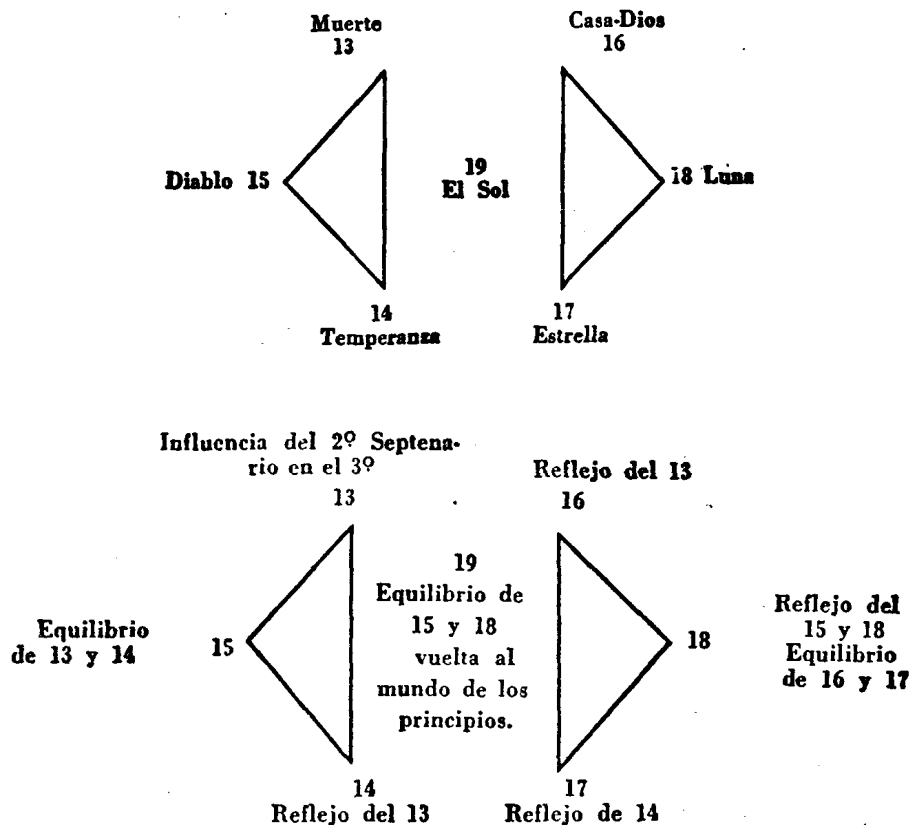 Muerte
13
Casa-Dios
16
Diablo 15
19
El Sol
18 Luna
14
Temperanza
17
Estrella
Influencia del 2º Septena-
rio en el 3º
13
Reflejo del 13
16
Equilibrio
de 13 y 14
15
19
Equilibrio de
15 y 18
vuelta al
mundo de los
principios.
18
Reflejo del
15 y 18
Equilibrio
de 16 y 17
14
Reflejo del 13
17
Reflejo de 14